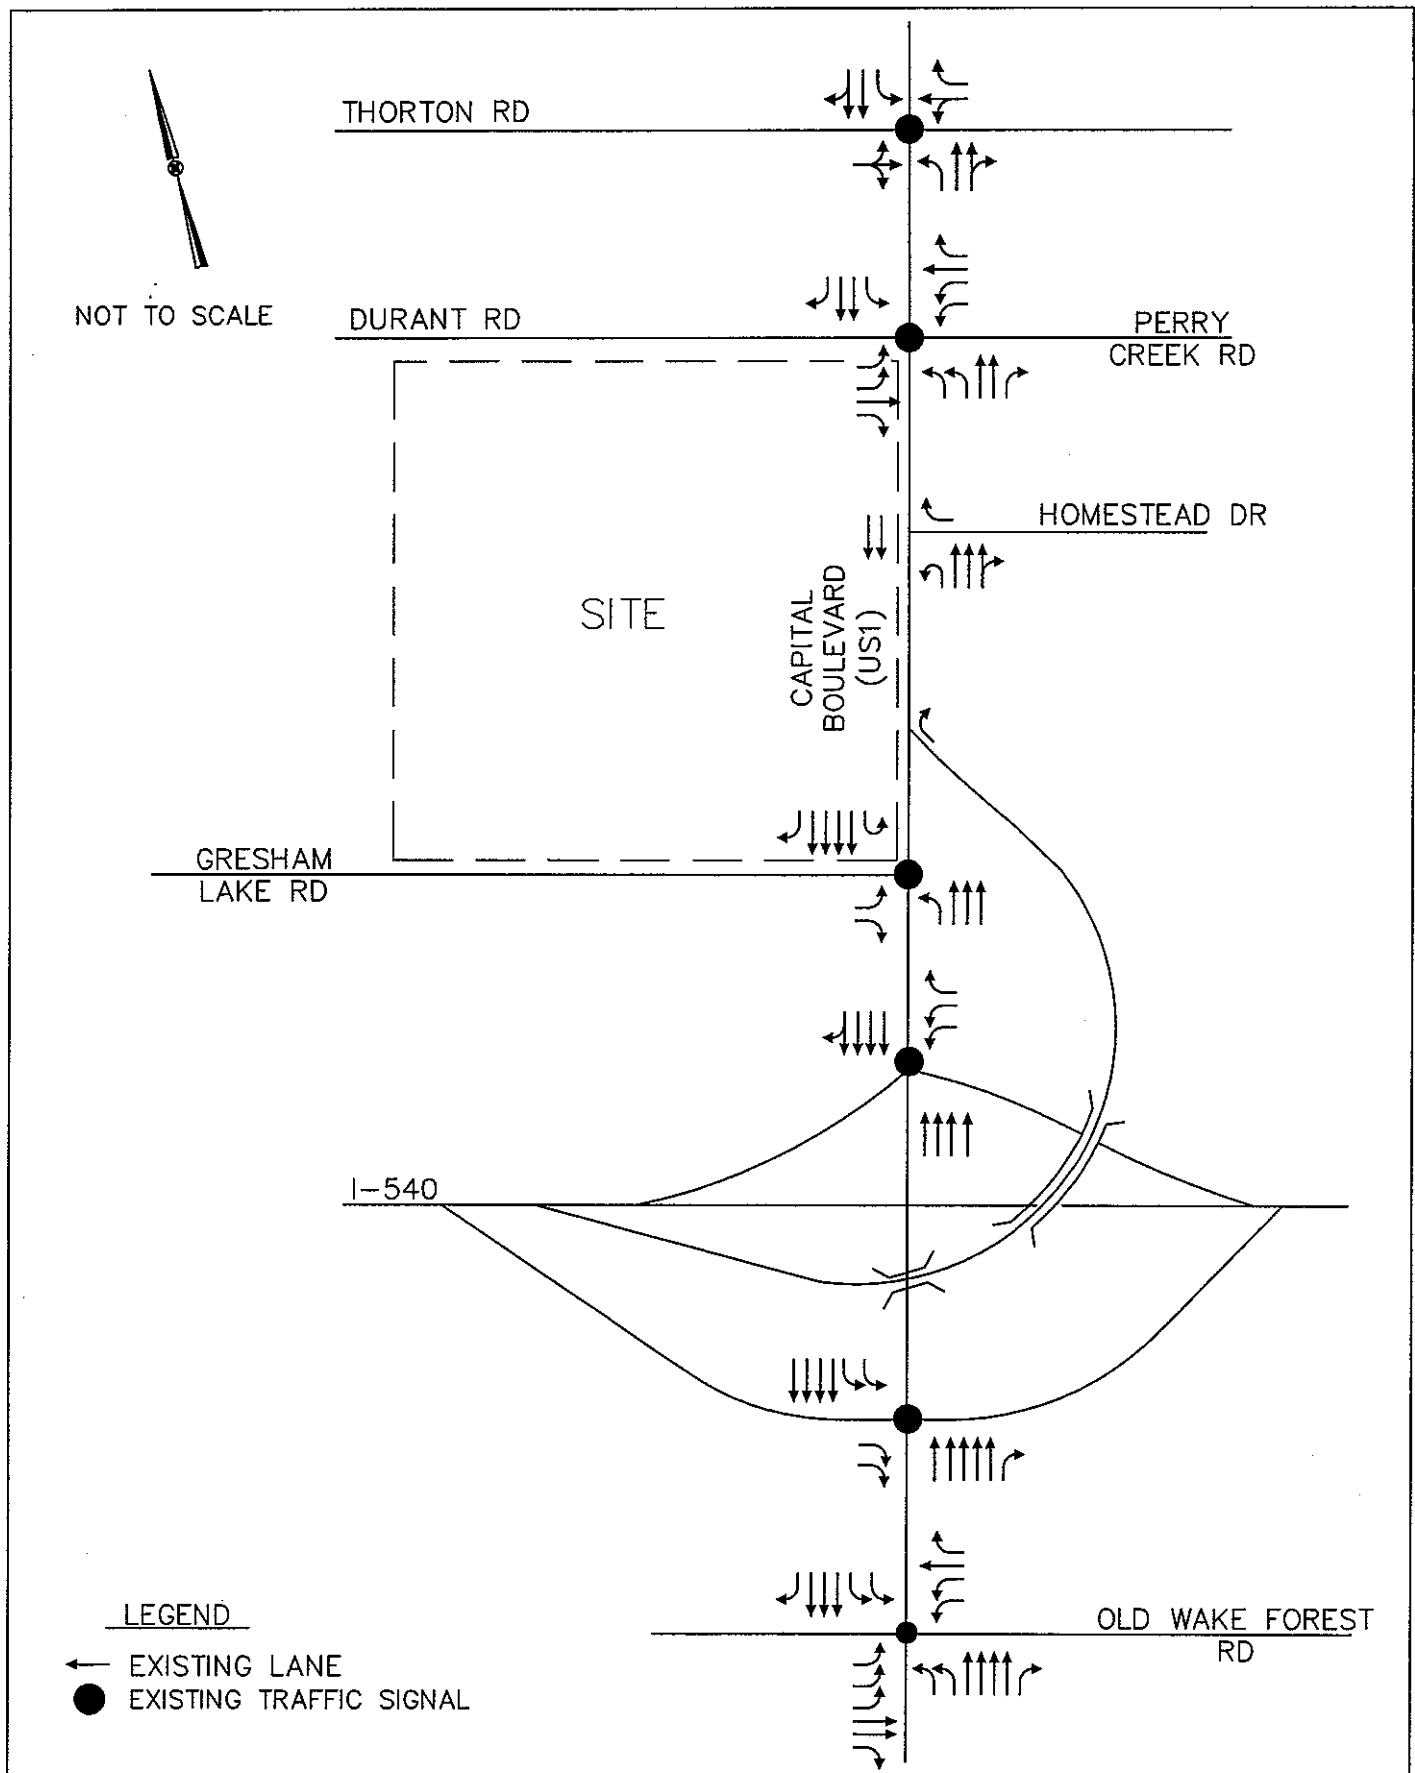 THORTON RD
NOT TO SCALE
DURANT RD
PERRY
CREEK RD
HOMESTEAD DR
SITE
CAPITAL
BOULEVARD
(US1)
GRESHAM
LAKE RD
I-540
LEGEND
EXISTING LANE
EXISTING TRAFFIC SIGNAL
OLD WAKE FOREST
RD